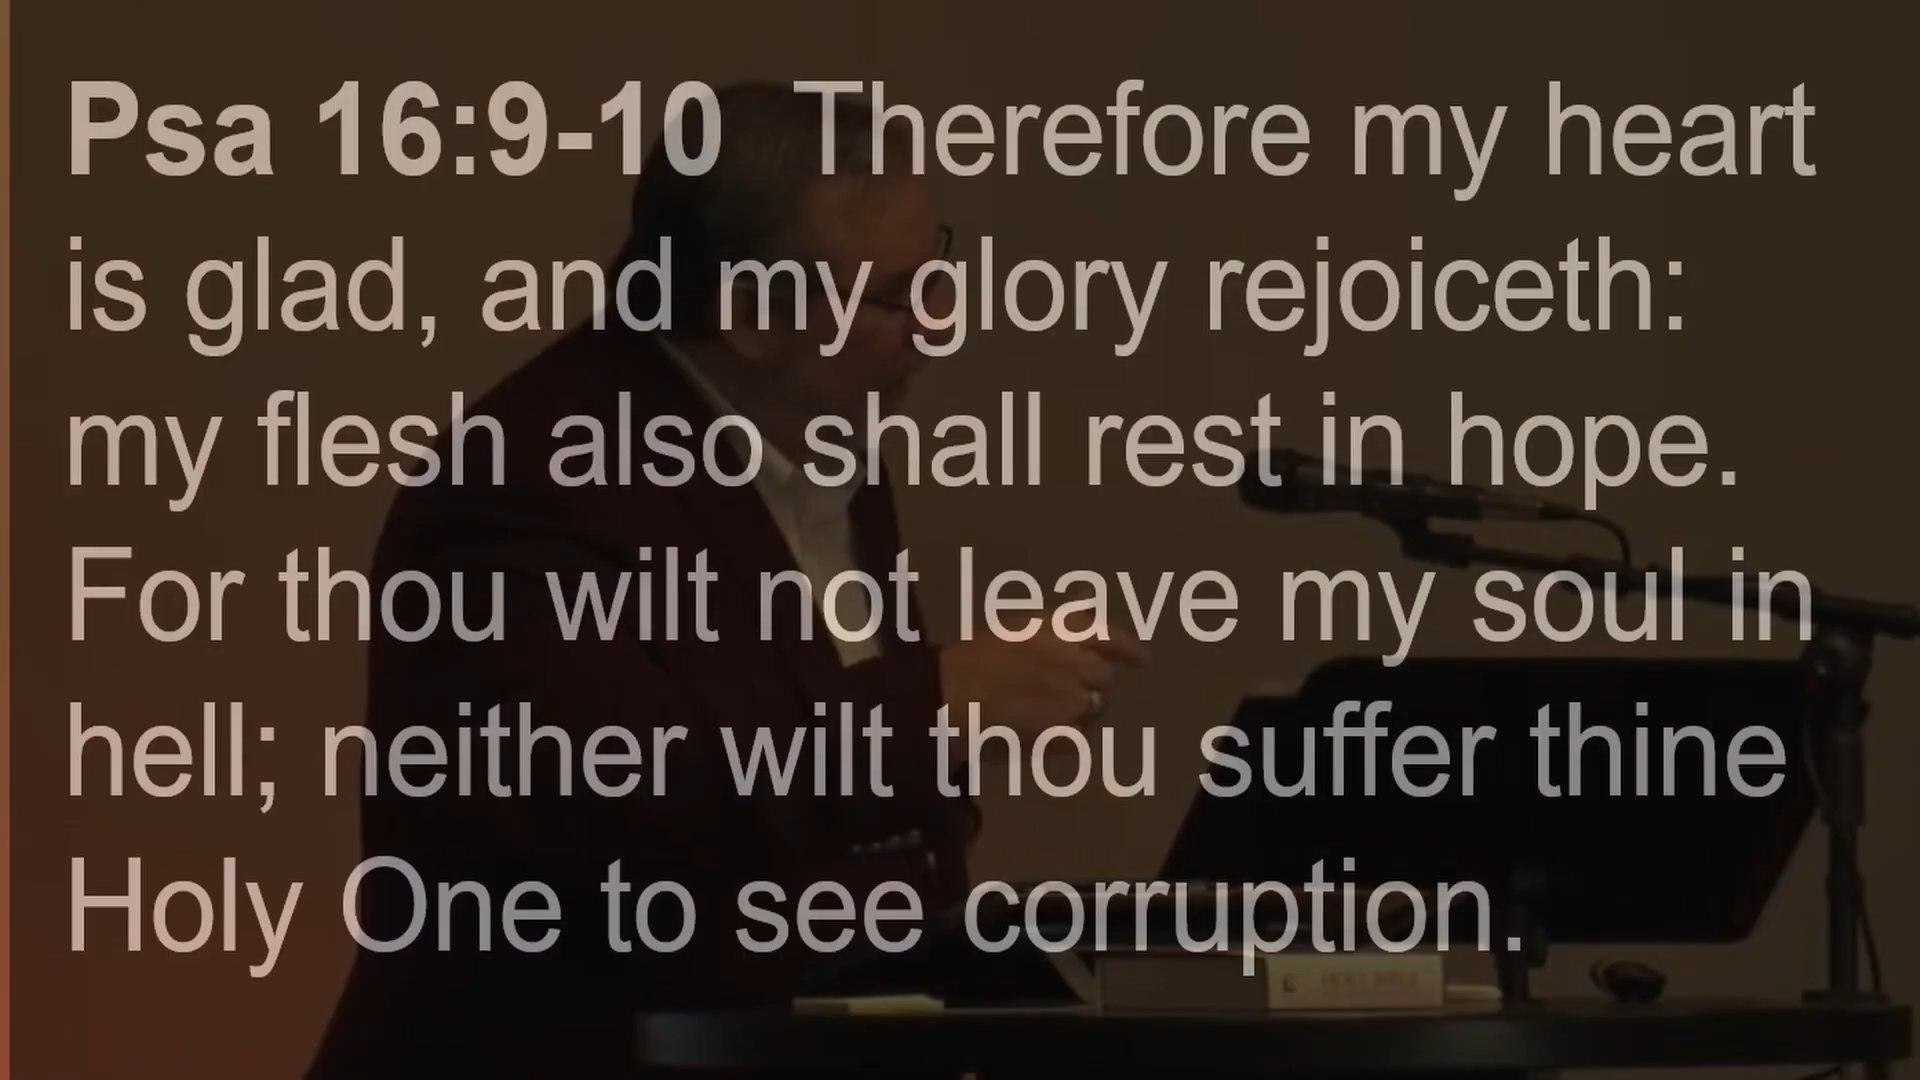 Psa 16:9-10 Therefore my heart
is glad, and my glory rejoiceth:
my flesh also shall rest in hope.
For thou wilt not leave my soul in
hell; neither wilt thou suffer thine
Holy One to see corruption.
HOLY BIBLE